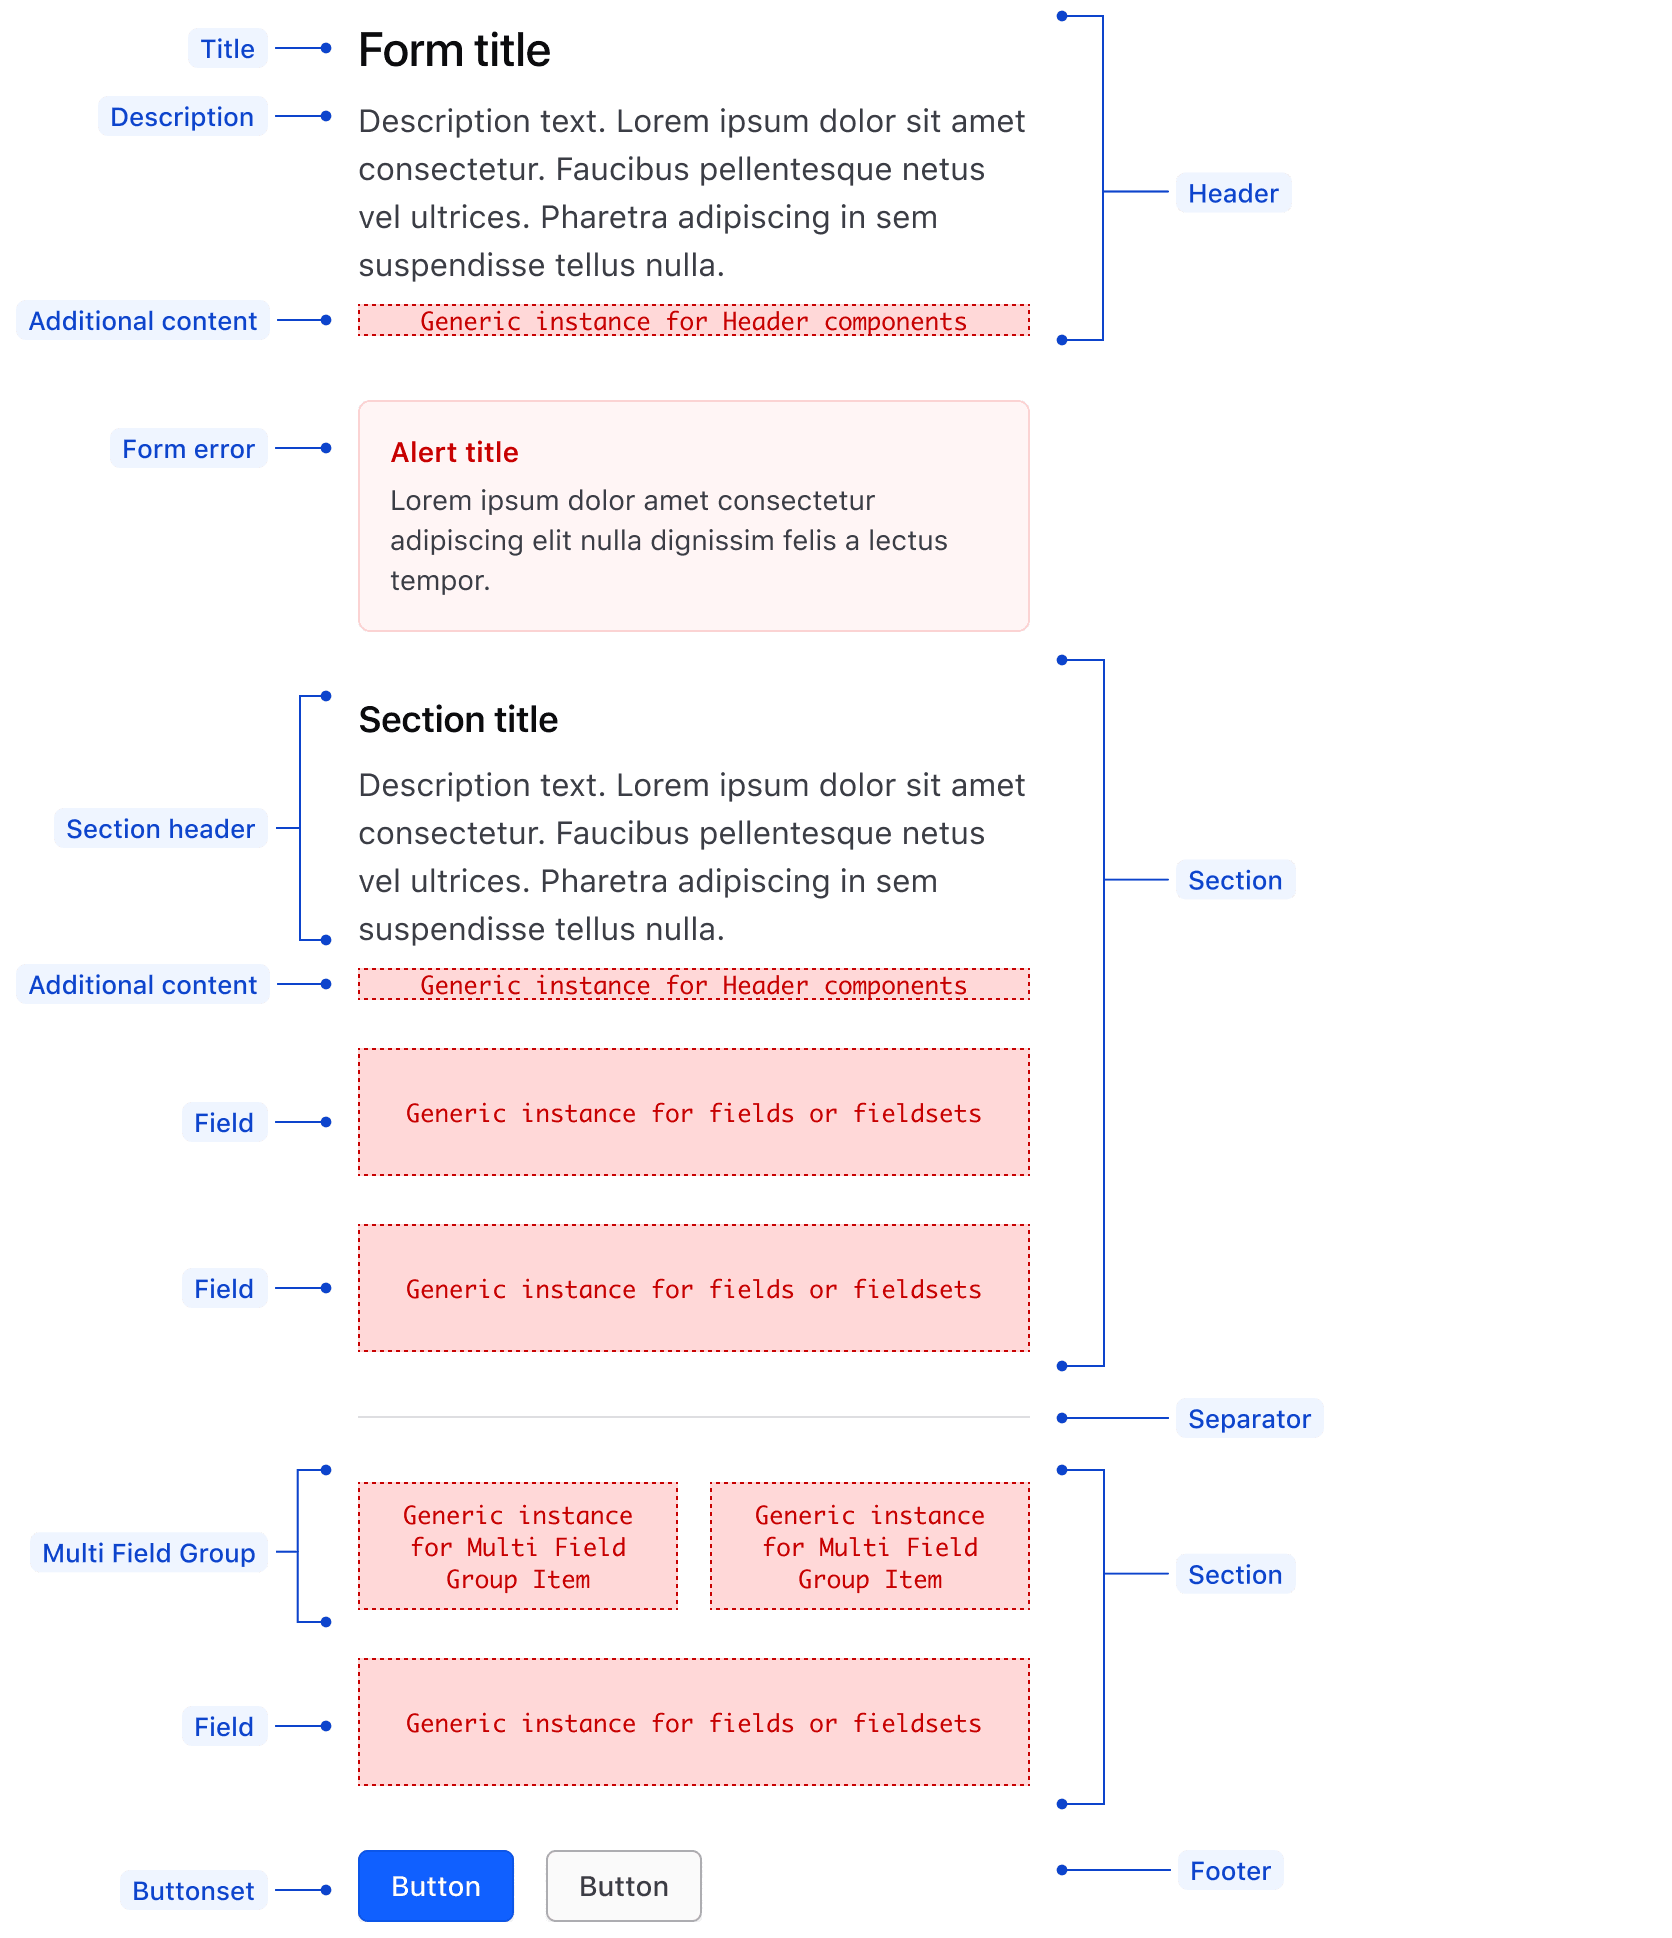 Title
Form title
Description
Description text. Lorem ipsum dolor sit amet
consectetur. Faucibus pellentesque netus
vel ultrices. Pharetra adipiscing in sem
suspendisse tellus nulla.
Header
Additional content
Generic instance for Header components
Form error
Alert title
Lorem ipsum dolor amet consectetur
adipiscing elit nulla dignissim felis a lectus
tempor.
Section title
Description text. Lorem ipsum dolor sit amet
consectetur. Faucibus pellentesque netus
vel ultrices. Pharetra adipiscing in sem
suspendisse tellus nulla.
Section header
Section
Additional content
Generic instance for Header components
Field
Generic instance for fields or fieldsets
Field
Generic instance for fields or fieldsets
Separator
Multi Field Group
Generic instance
for Multi Field
Group Item
Generic instance
for Multi Field
Group Item
Section
Field
Generic instance for fields or fieldsets
Buttonset
Button
Button
Footer